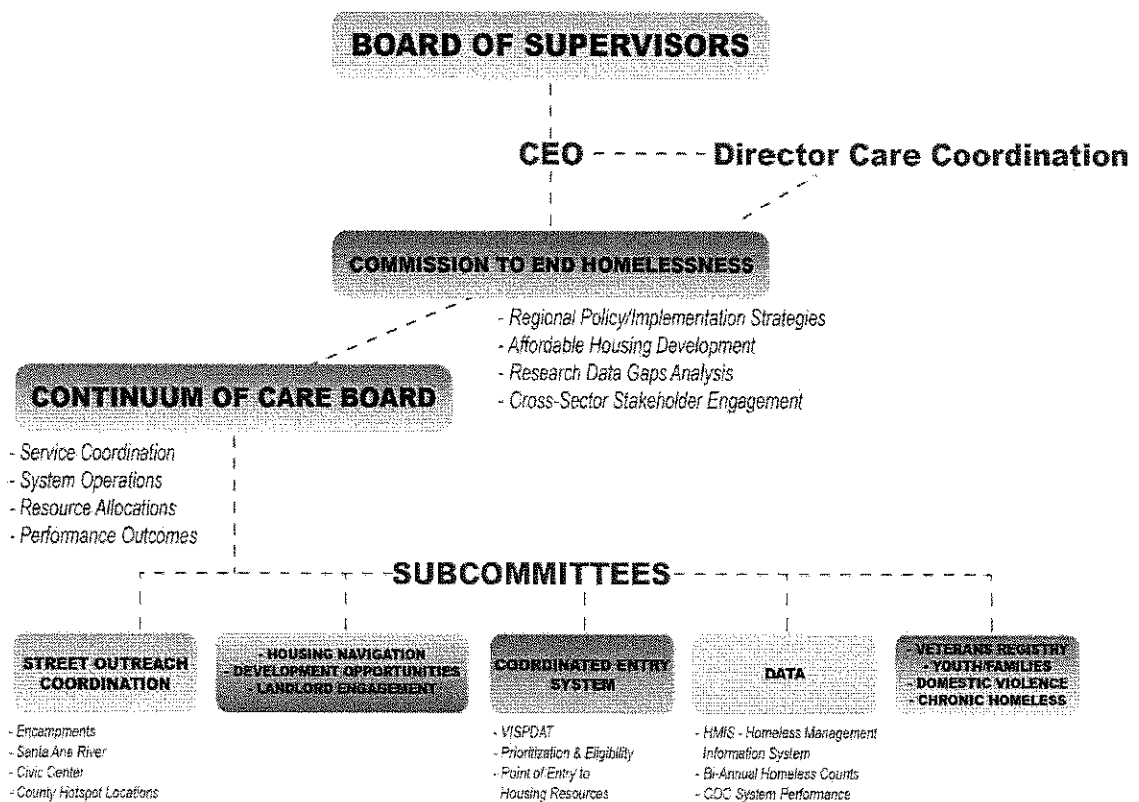 BOARD OF SUPERVISORS
CEO
Director Care Coordination
COMMISSION TO END HOMELESSNESS
- Regional Policy/Implementation Strategies
- Affordable Housing Development
- Research Data Gaps Analysis
- Cross-Sector Stakeholder Engagement
CONTINUUM OF CARE BOARD
- Service Coordination
- System Operations
- Resource Allocations
- Performance Outcomes
SUBCOMMITTEES
STREET OUTREACH
COORDINATION
- Encampments
- Santa Ana River
- Civic Center
- County Hotspot Locations
- HOUSING NAVIGATION
- DEVELOPMENT OPPORTUNITIES
- LANDLORD ENGAGEMENT
COORDINATED ENTRY
SYSTEM
- VISPDAT
- Prioritization & Eligibility
- Point of Entry to
Housing Resources
DATA
- HMIS - Homeless Management
Information System
- Bi-Annual Homeless Counts
- COC System Performance
- VETERANS REGISTRY
- YOUTH/FAMILIES
- DOMESTIC VIOLENCE
- CHRONIC HOMELESS